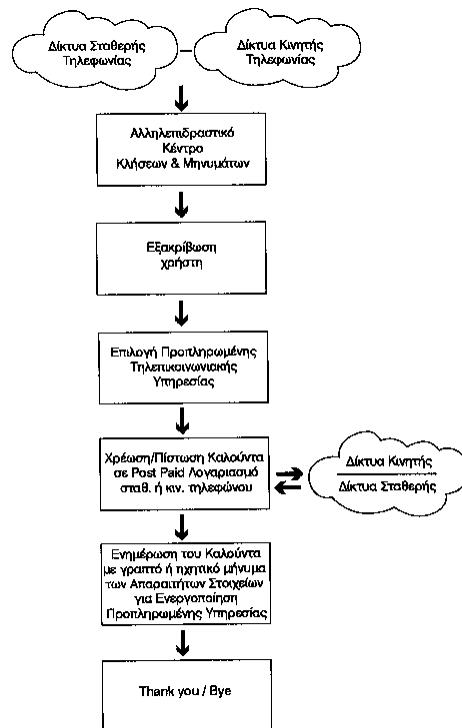 Δίκτυα Σταθερής
Τηλεφωνίας
Δίκτυα Κινητής
Τηλεφωνίας
Αλληλεπιδραστικό
Κέντρο
Κλήσεων & Μηνυμάτων
Εξακρίβωση
χρήστη
Επιλογή Προπληρωμένης
Τηλεπικοινωνιακής
Υπηρεσίας
Χρέωση/Πίστωση Καλούντα
σε Post Paid Λογαριασμό
σταθ. ή κιν. τηλεφώνου
Δίκτυα Κινητής
Δίκτυα Σταθερής
Ενημέρωση του Καλούντα
με γραπτό ή ηχητικό μήνυμα
των Απαραιτήτων Στοιχείων
για Ενεργοποίηση
Προπληρωμένης Υπηρεσίας
Thank you / Bye